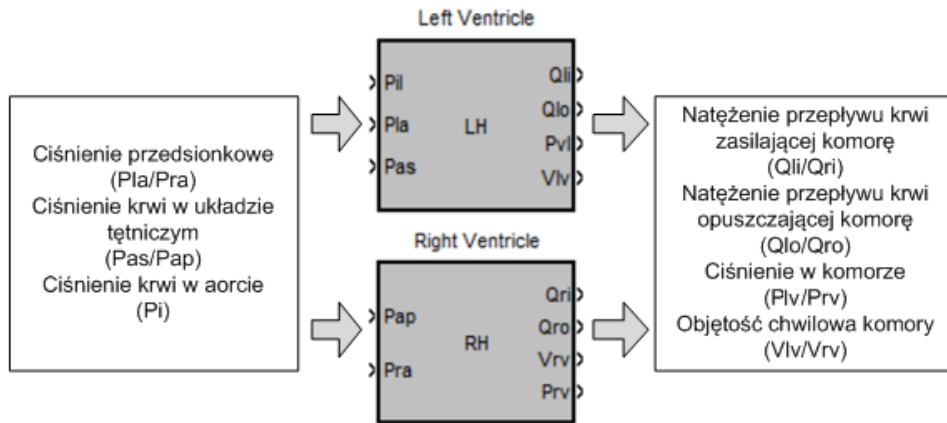 Left Ventricle
Pil
Pla
Pas
LH
Qli
Qlo
Pvl
Vlv
Ciśnienie przedsionkowe
(Pla/Pra)
Ciśnienie krwi w układzie
tętniczym
(Pas/Pap)
Ciśnienie krwi w aorcie
(Pi)
Right Ventricle
Pap
Pra
RH
Qri
Qro
Vrv
Prv
Natężenie przepływu krwi
zasilającej komorę
(Qli/Qri)
Natężenie przepływu krwi
opuszczającej komorę
(Qlo/Qro)
Ciśnienie w komorze
(Plv/Prv)
Objętość chwilowa komory
(Vlv/Vrv)